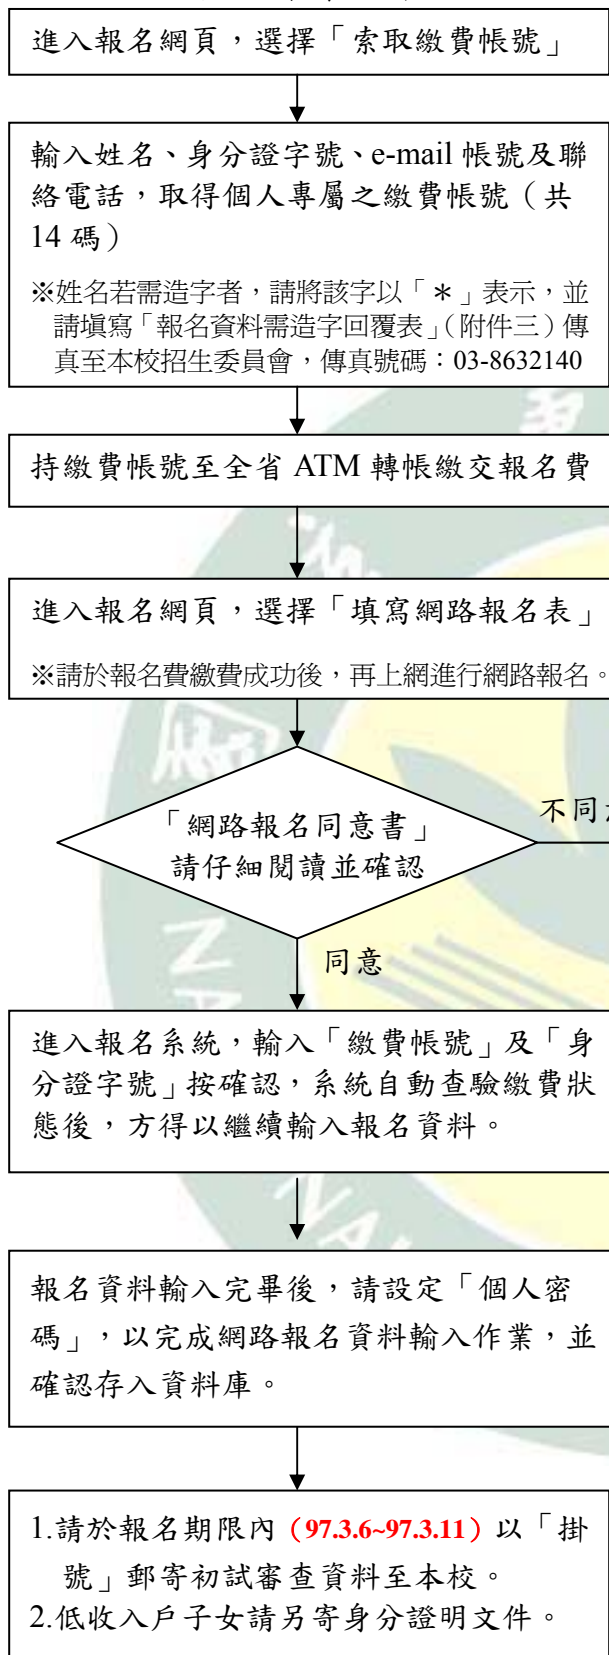 進入報名網頁，選擇「索取繳費帳號」
輸入姓名、身分證字號、e-mail 帳號及聯
絡電話，取得個人專屬之繳費帳號（共
14 碼）
※姓名若需造字者，請將該字以「＊」表示，並
請填寫「報名資料需造字回覆表」（附件三）傳
真至本校招生委員會，傳真號碼：03-8632140
持繳費帳號至全省 ATM 轉帳繳交報名費
進入報名網頁，選擇「填寫網路報名表」
※請於報名費繳費成功後，再上網進行網路報名。
「網路報名同意書」
請仔細閱讀並確認
不同
同意
進入報名系統，輸入「繳費帳號」及「身
分證字號」按確認，系統自動查驗繳費狀
態後，方得以繼續輸入報名資料。
報名資料輸入完畢後，請設定「個人密
碼」，以完成網路報名資料輸入作業，並
確認存入資料庫。
1.請於報名期限內（97.3.6~97.3.11）以「掛
號」郵寄初試審查資料至本校。
2.低收入戶子女請另寄身分證明文件。